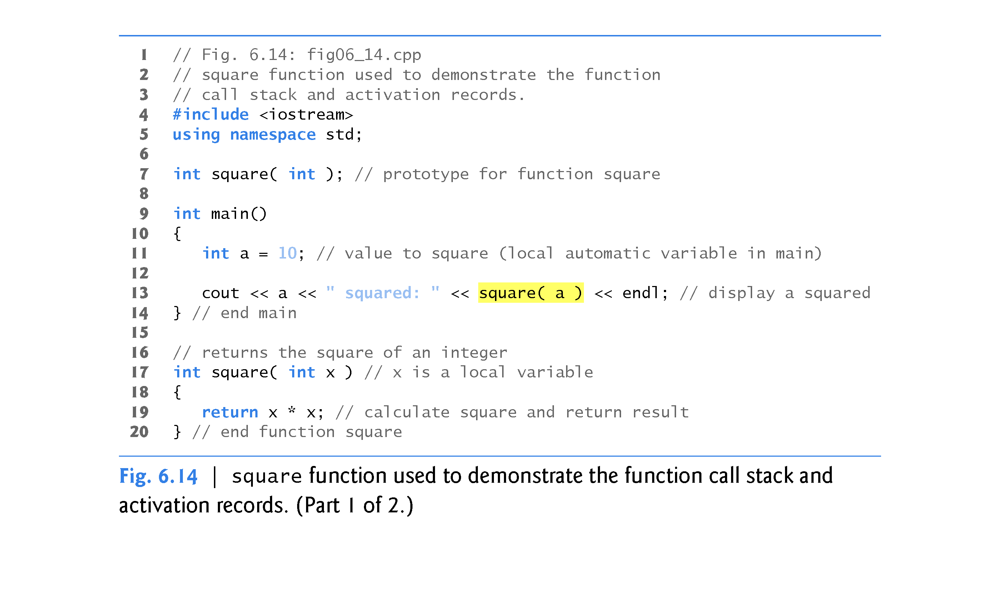 1 // Fig. 6.14: fig06_14.cpp
2 // square function used to demonstrate the function
3 // call stack and activation records.
4 #include <iostream>
5 using namespace std;
6
7 int square( int ); // prototype for function square
8
9 int main()
10 {
11    int a = 10; // value to square (local automatic variable in main)
12
13    cout << a << " squared: " << square( a ) << endl; // display a squared
14 } // end main
15
16 // returns the square of an integer
17 int square( int x ) // x is a local variable
18 {
19    return x * x; // calculate square and return result
20 } // end function square
Fig. 6.14 | square function used to demonstrate the function call stack and
activation records. (Part 1 of 2.)